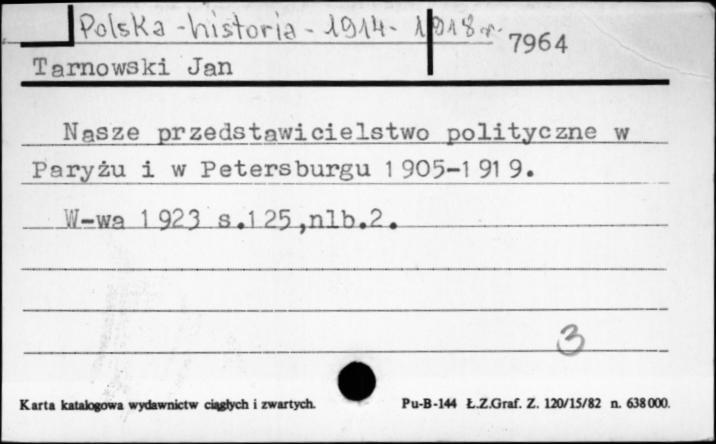 Polska - historia - 1914 - 1918 r.
7964
Tarnowski Jan
Nasze przedstawicielstwo polityczne w
Paryżu i w Petersburgu 1905-1919.
W-wa 1923 s.125,nlb.2.
3
Karta katalogowa wydawnictw ciągłych i zwartych. Pu-B-144 Ł.Z.Graf. Z. 120/15/82 n. 638000.